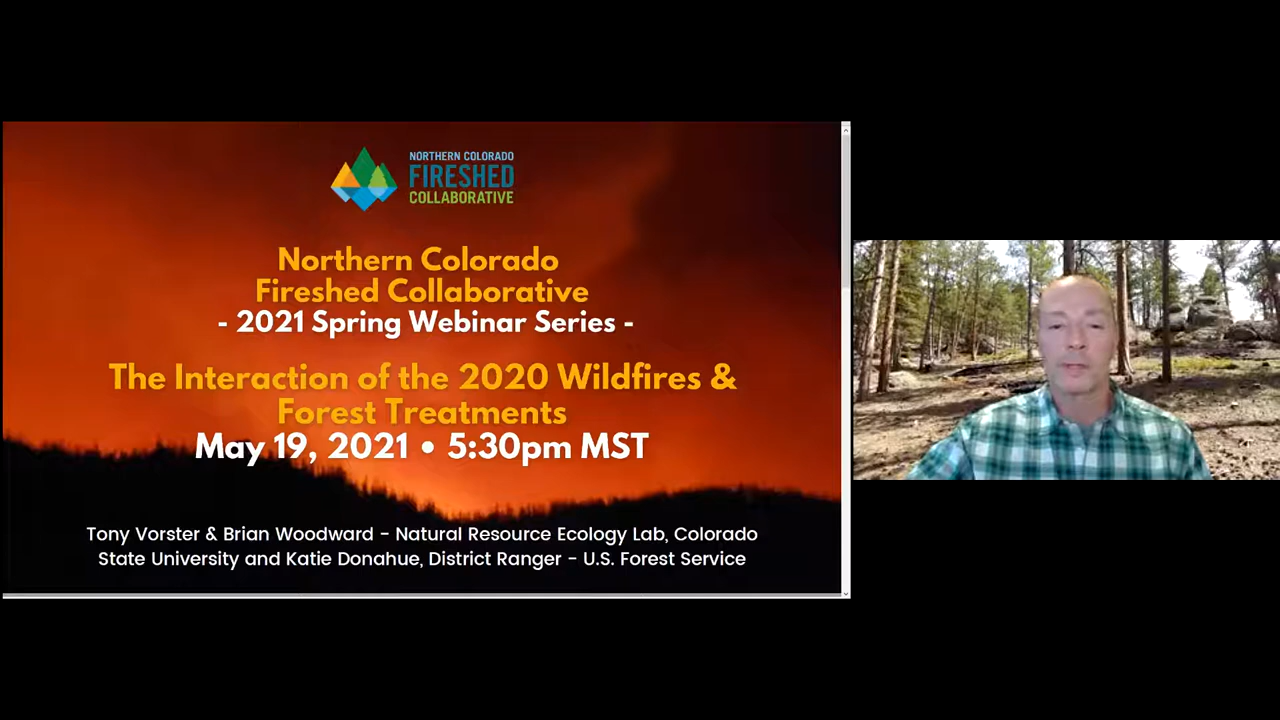 NORTHERN COLORADO
FIRESHED
COLLABORATIVE
Northern Colorado
Fireshed Collaborative
- 2021 Spring Webinar Series -
The Interaction of the 2020 Wildfires &
Forest Treatments
May 19, 2021 • 5:30pm MST
Tony Vorster & Brian Woodward - Natural Resource Ecology Lab, Colorado
State University and Katie Donahue, District Ranger - U.S. Forest Service